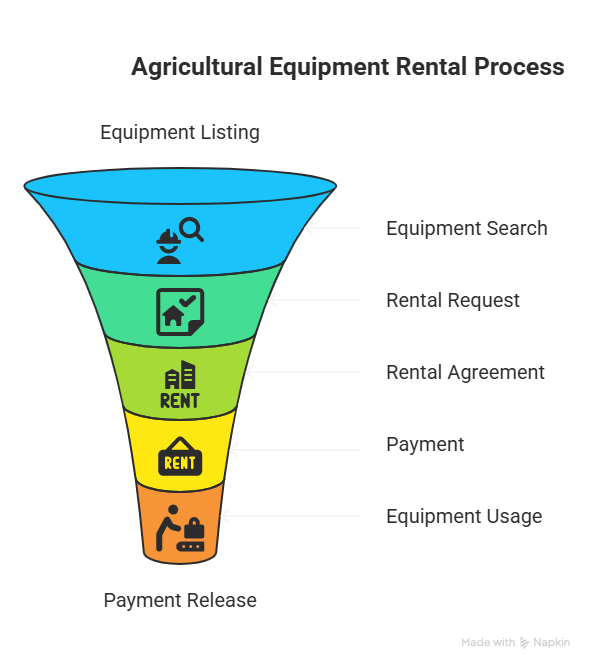 Agricultural Equipment Rental Process
Equipment Listing
Equipment Search
Rental Request
Rental Agreement
RENT
Payment
RENT
Equipment Usage
Payment Release
Made with Napkin